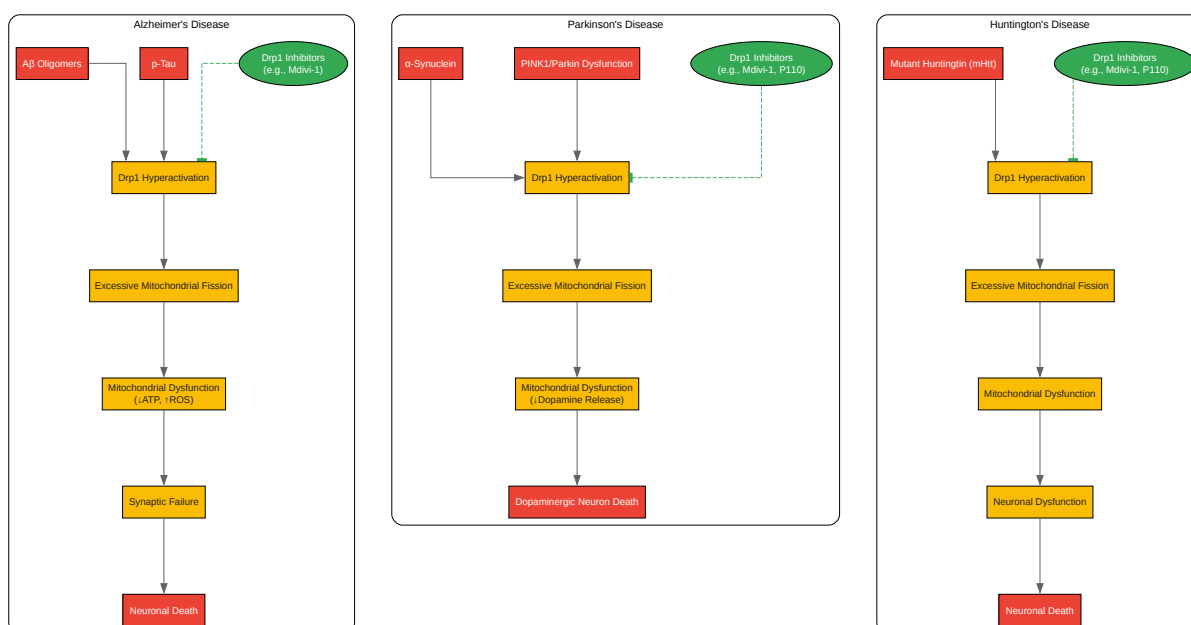 Alzheimer's Disease
Aβ Oligomers
p-Tau
Drp1 Inhibitors
(e.g., Mdivi-1)
Drp1 Hyperactivation
Excessive Mitochondrial Fission
Mitochondrial Dysfunction
(↓ATP, ↑ROS)
Synaptic Failure
Neuronal Death
Parkinson's Disease
α-Synuclein
PINK1/Parkin Dysfunction
Drp1 Inhibitors
(e.g., Mdivi-1, P110)
Drp1 Hyperactivation
Excessive Mitochondrial Fission
Mitochondrial Dysfunction
(↓Dopamine Release)
Dopaminergic Neuron Death
Huntington's Disease
Mutant Huntingtin (mHtt)
Drp1 Inhibitors
(e.g., Mdivi-1, P110)
Drp1 Hyperactivation
Excessive Mitochondrial Fission
Mitochondrial Dysfunction
Neuronal Dysfunction
Neuronal Death